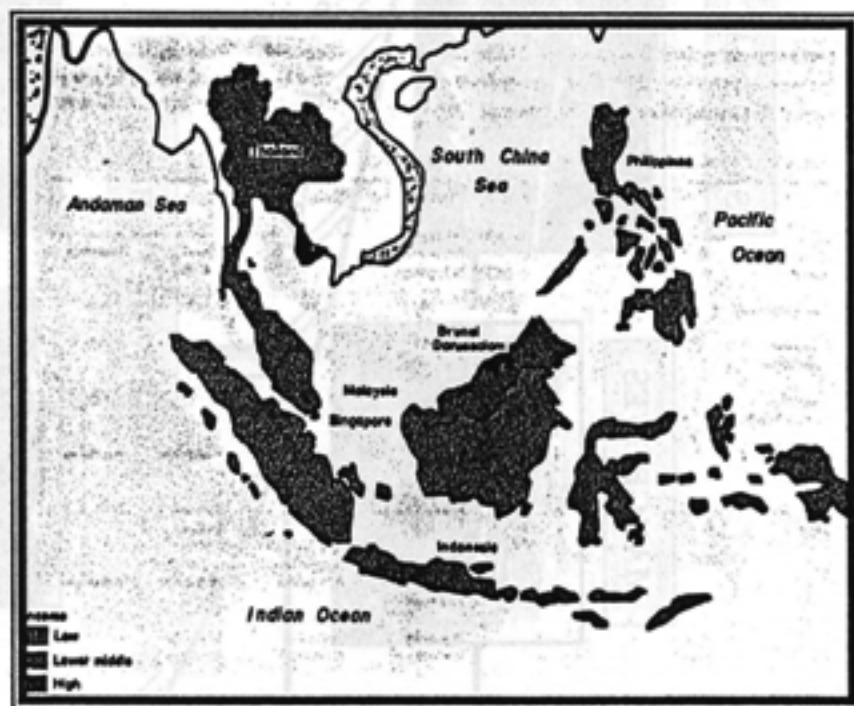 Thailand
South China
Sea
Philippines
Andaman Sea
Pacific
Ocean
Brunei
Darussalam
Malaysia
Singapore
Indonesia
Indian Ocean
ncome
Low
Lower middle
High